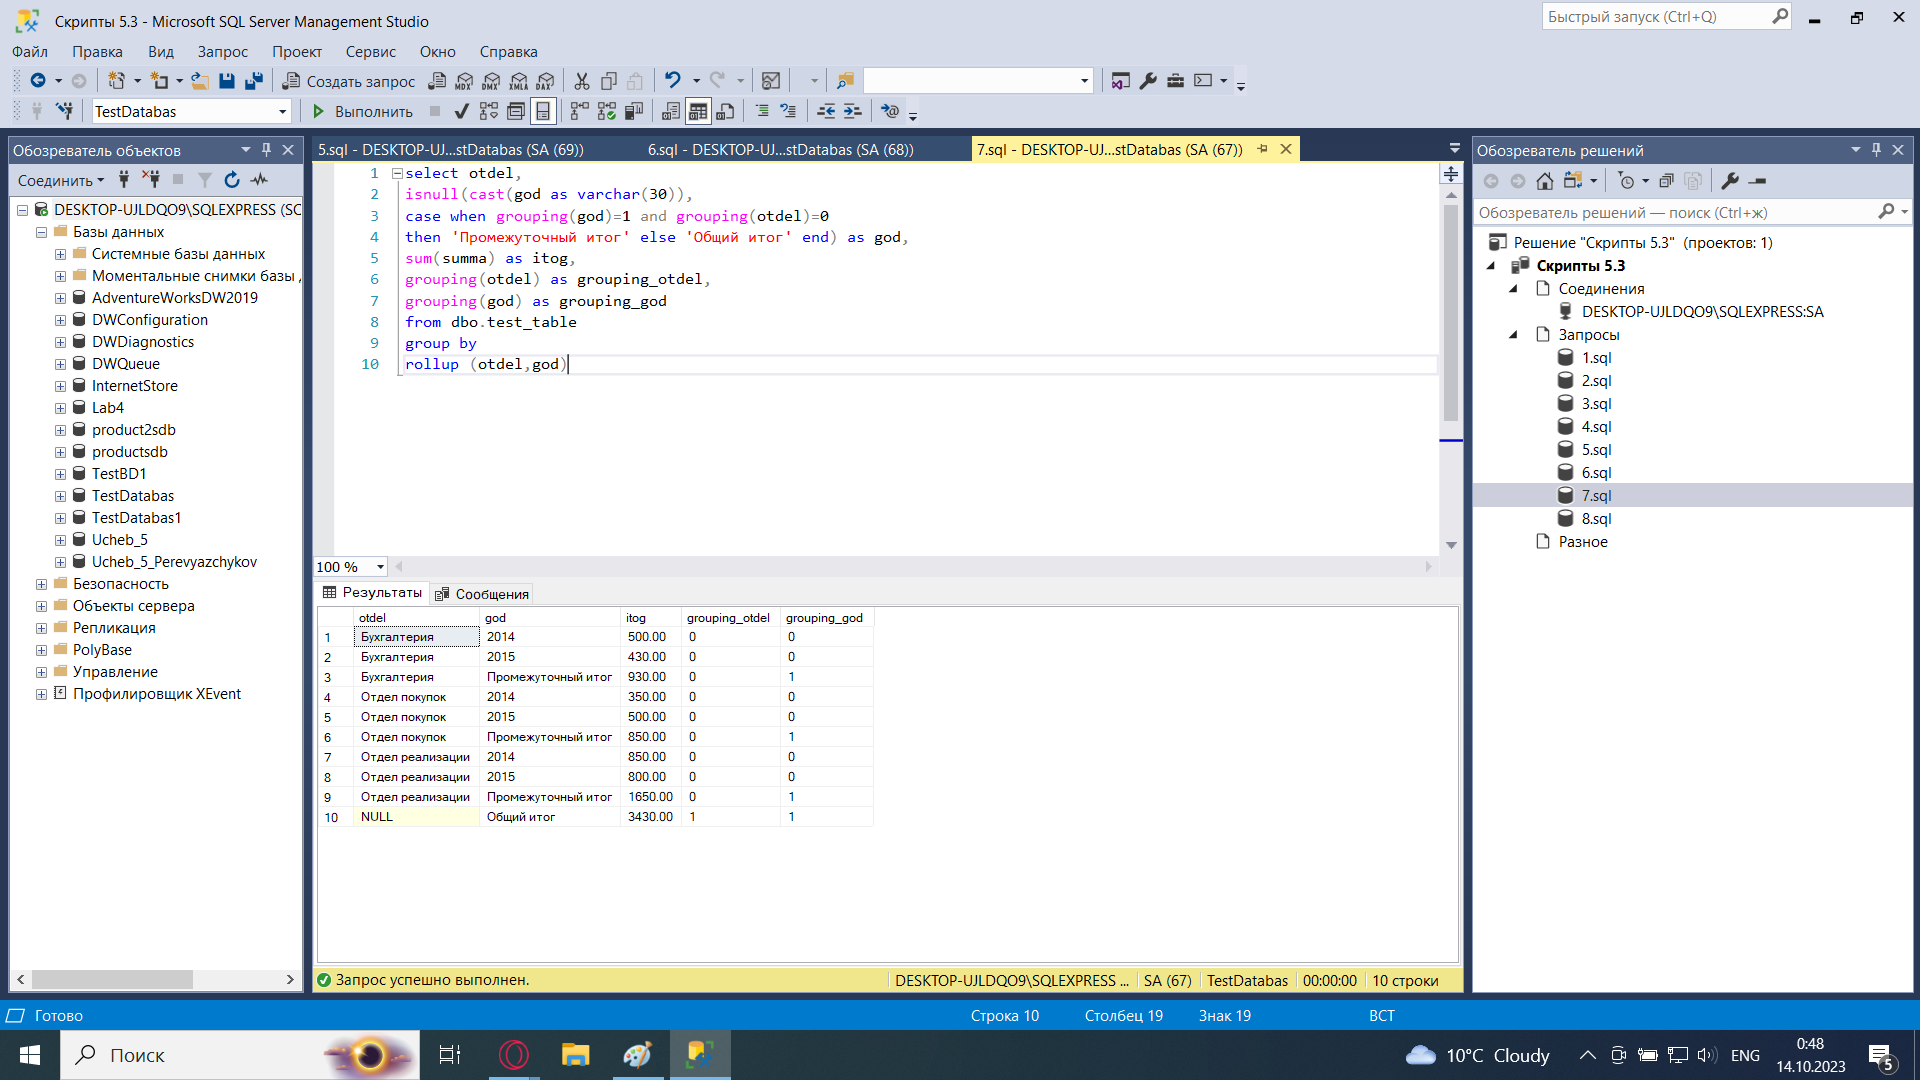 Скрипты 5.3 - Microsoft SQL Server Management Studio
Быстрый запуск (Ctrl+Q)
Файл Правка Вид Запрос Проект Сервис Окно Справка
Создать запрос MDX DMX XMLA DAX
TestDatabas Выполнить
Обозреватель объектов
Соединить
DESKTOP-UJLDQO9\SQLEXPRESS (SC
Базы данных
Системные базы данных
Моментальные снимки базы
AdventureWorksDW2019
DWConfiguration
DWDiagnostics
DWQueue
InternetStore
Lab4
product2sdb
productsdb
TestBD1
TestDatabas
TestDatabas1
Ucheb_5
Ucheb_5_Perevyazchykov
Безопасность
Объекты сервера
Репликация
PolyBase
Управление
Профилировщик XEvent
5.sql - DESKTOP-UJ...stDatabas (SA (69)) 6.sql - DESKTOP-UJ...stDatabas (SA (68)) 7.sql - DESKTOP-UJ...stDatabas (SA (67))
1 select otdel,
2 isnull(cast(god as varchar(30)),
3 case when grouping(god)=1 and grouping(otdel)=0
4 then 'Промежуточный итог' else 'Общий итог' end) as god,
5 sum(summa) as itog,
6 grouping(otdel) as grouping_otdel,
7 grouping(god) as grouping_god
8 from dbo.test_table
9 group by
10 rollup (otdel,god)
100 %
Результаты Сообщения
otdel god itog grouping_otdel grouping_god
1 Бухгалтерия 2014 500.00 0 0
2 Бухгалтерия 2015 430.00 0 0
3 Бухгалтерия Промежуточный итог 930.00 0 1
4 Отдел покупок 2014 350.00 0 0
5 Отдел покупок 2015 500.00 0 0
6 Отдел покупок Промежуточный итог 850.00 0 1
7 Отдел реализации 2014 850.00 0 0
8 Отдел реализации 2015 800.00 0 0
9 Отдел реализации Промежуточный итог 1650.00 0 1
10 NULL Общий итог 3430.00 1 1
Запрос успешно выполнен. DESKTOP-UJLDQO9\SQLEXPRESS ... SA (67) TestDatabas 00:00:00 10 строки
Обозреватель решений
Обозреватель решений — поиск (Ctrl+ж)
Решение "Скрипты 5.3" (проектов: 1)
Скрипты 5.3
Соединения
DESKTOP-UJLDQO9\SQLEXPRESS:SA
Запросы
1.sql
2.sql
3.sql
4.sql
5.sql
6.sql
7.sql
8.sql
Разное
Готово Строка 10 Столбец 19 Знак 19 ВСТ
Поиск 10°C Cloudy ENG 0:48
14.10.2023 5